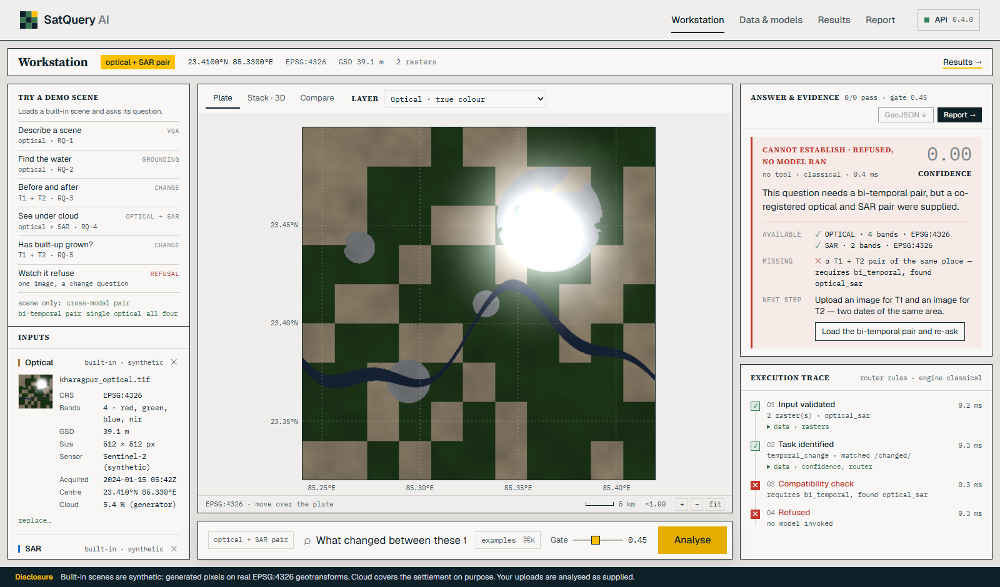 SatQuery AI
Workstation
Data & models
Results
Report
API 0.4.0
Workstation
optical + SAR pair
23.4100°N 85.3300°E
EPSG:4326
GSD 39.1 m
2 rasters
Results →
TRY A DEMO SCENE
Loads a built-in scene and asks its question.
Describe a scene
VQA
optical · RQ-1
Find the water
GROUNDING
optical · RQ-2
Before and after
CHANGE
T1 + T2 · RQ-3
See under cloud
OPTICAL + SAR
optical + SAR · RQ-4
Has built-up grown?
CHANGE
T1 + T2 · RQ-5
Watch it refuse
REFUSAL
one image, a change question
scene only: cross-modal pair
bi-temporal pair single optical all four
INPUTS
Optical
built-in · synthetic ×
kharagpur_optical.tif
CRS EPSG:4326
Bands 4 · red, green,
blue, nir
GSD 39.1 m
Size 512 × 512 px
Sensor Sentinel-2
(synthetic)
Acquired 2024-01-15 05:42Z
Centre 23.410°N 85.330°E
Cloud 5.4 % (generator)
replace…
SAR
built-in · synthetic ×
Plate
Stack · 3D
Compare
LAYER
Optical · true colour
23.45°N
23.40°N
23.35°N
85.25°E
85.30°E
85.35°E
85.40°E
EPSG:4326 · move over the plate
5 km ×1.00 + − fit
optical + SAR pair
What changed between these t
examples ⌘K
Gate
0.45
Analyse
ANSWER & EVIDENCE 0/0 pass · gate 0.45
GeoJSON ↓
Report →
CANNOT ESTABLISH · REFUSED,
NO MODEL RAN
no tool · classical · 0.4 ms
0.00
CONFIDENCE
This question needs a bi-temporal pair, but a co-
registered optical and SAR pair were supplied.
AVAILABLE ✓ OPTICAL · 4 bands · EPSG:4326
✓ SAR · 2 bands · EPSG:4326
MISSING × a T1 + T2 pair of the same place —
requires bi_temporal, found
optical_sar
NEXT STEP Upload an image for T1 and an image for
T2 — two dates of the same area.
Load the bi-temporal pair and re-ask
EXECUTION TRACE
router rules · engine classical
01 Input validated 0.2 ms
2 raster(s) · optical_sar
▸ data · rasters
02 Task identified 0.3 ms
temporal_change · matched /changed/
▸ data · confidence, router
03 Compatibility check 0.3 ms
requires bi_temporal, found optical_sar
04 Refused 0.3 ms
no model invoked
Disclosure Built-in scenes are synthetic: generated pixels on real EPSG:4326 geotransforms. Cloud covers the settlement on purpose. Your uploads are analysed as supplied.